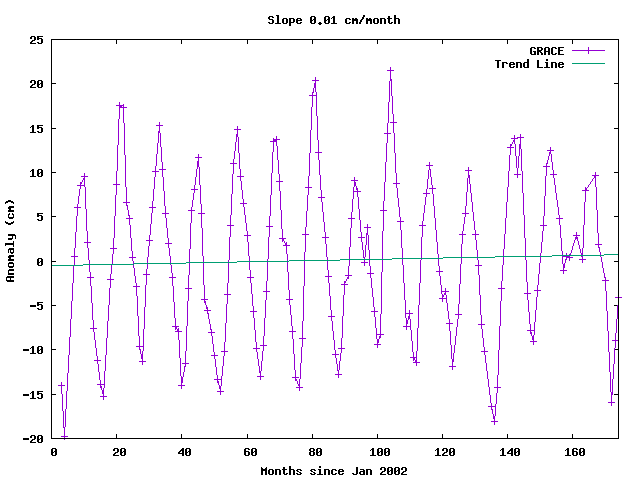 Slope 0.01 cm/month
GRACE
Trend Line
Anomaly (cm)
25
20
15
10
5
0
-5
-10
-15
-20
0 20 40 60 80 100 120 140 160
Months since Jan 2002